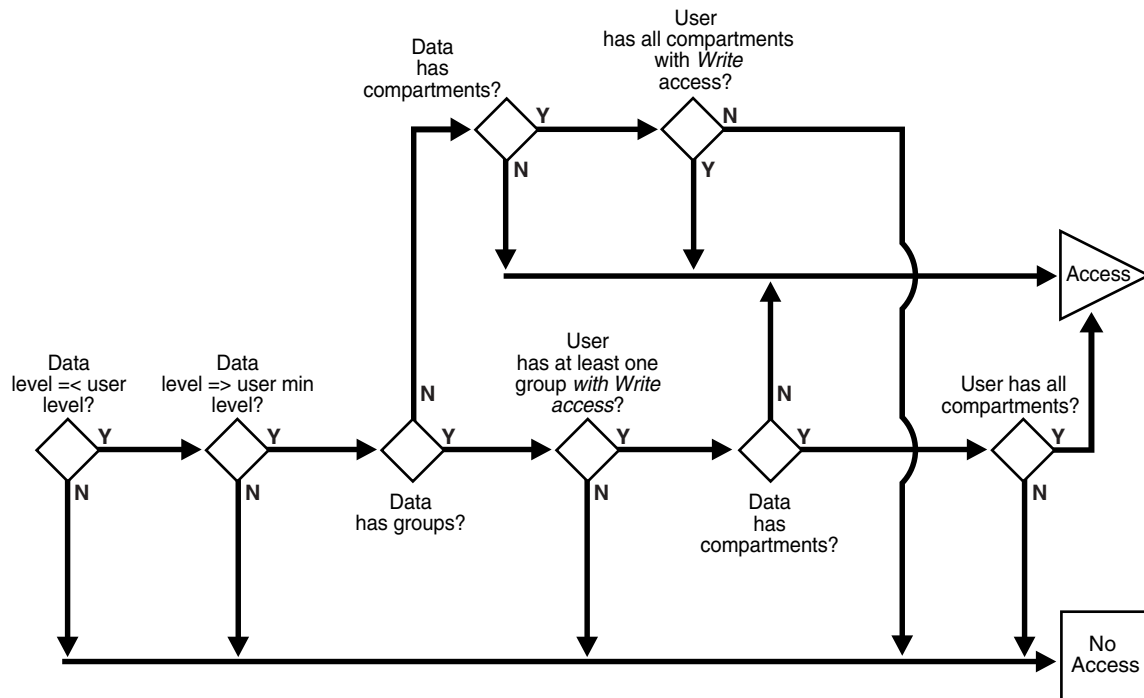 User
has all compartments
with Write
access?
Data
has
compartments?
Y
N
N
Y
Access
Data
level =< user
level?
Data
level => user min
level?
User
has at least one
group with Write
access?
User has all
compartments?
N
N
Y
Y
Y
Y
Y
Y
N
N
N
N
Data
has groups?
Data
has
compartments?
No
Access